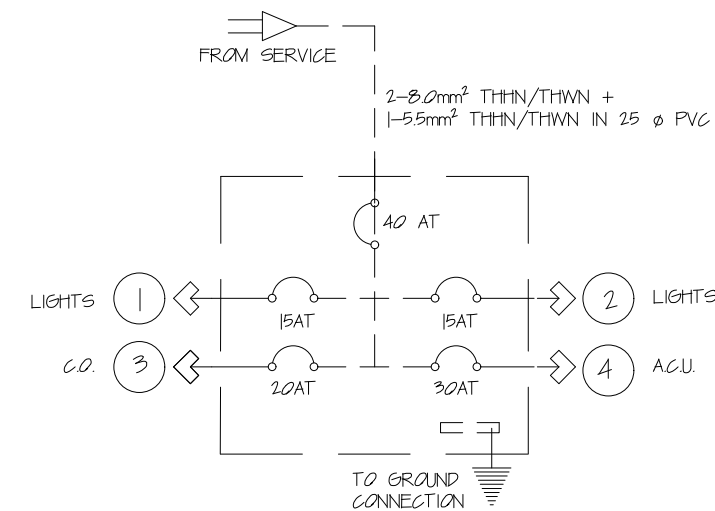 FROM SERVICE
2-8.0mm² THHN/THWN +
1-5.5mm² THHN/THWN IN 25 ø PVC
40 AT
LIGHTS 1 15AT 15AT 2 LIGHTS
C.O. 3 20AT 30AT 4 A.C.U.
TO GROUND
CONNECTION